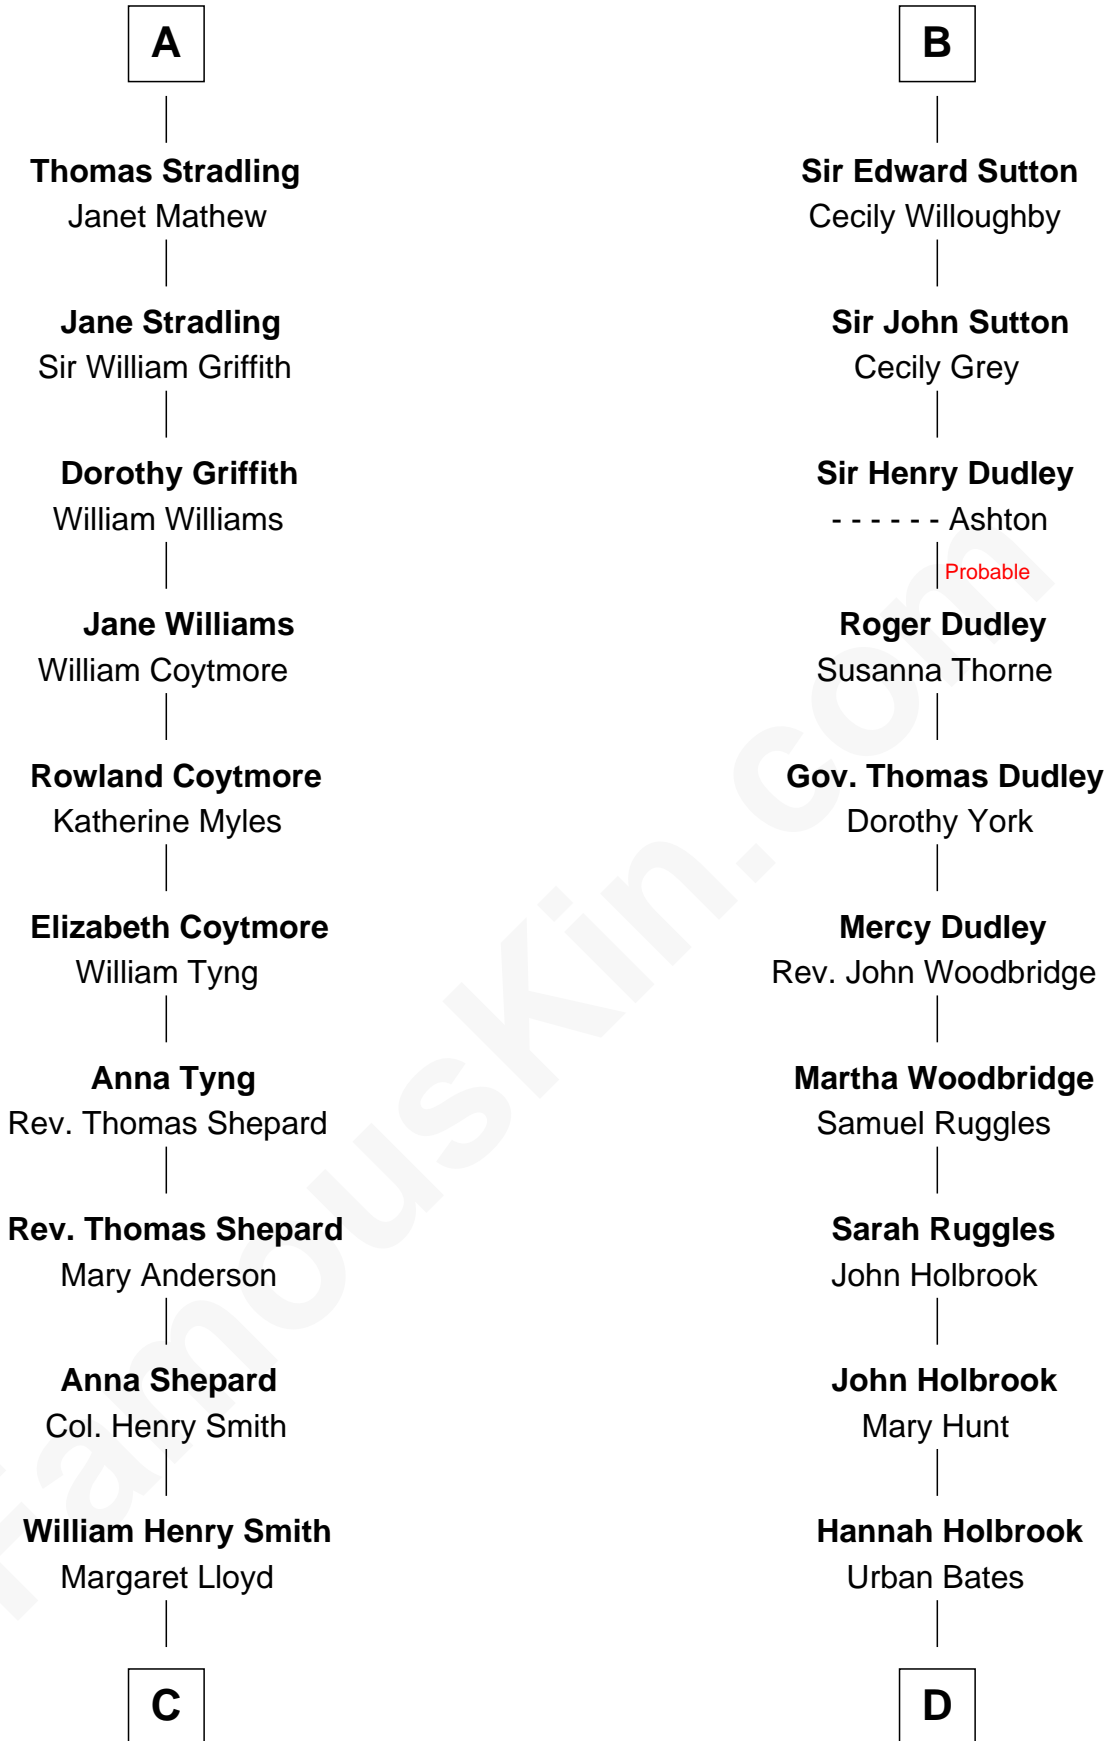 A
Thomas Stradling
Janet Mathew
Jane Stradling
Sir William Griffith
Dorothy Griffith
William Williams
Jane Williams
William Coytmore
Rowland Coytmore
Katherine Myles
Elizabeth Coytmore
William Tyng
Anna Tyng
Rev. Thomas Shepard
Rev. Thomas Shepard
Mary Anderson
Anna Shepard
Col. Henry Smith
William Henry Smith
Margaret Lloyd
C
B
Sir Edward Sutton
Cecily Willoughby
Sir John Sutton
Cecily Grey
Sir Henry Dudley
- - - - - - Ashton
Probable
Roger Dudley
Susanna Thorne
Gov. Thomas Dudley
Dorothy York
Mercy Dudley
Rev. John Woodbridge
Martha Woodbridge
Samuel Ruggles
Sarah Ruggles
John Holbrook
John Holbrook
Mary Hunt
Hannah Holbrook
Urban Bates
D
FamousKin.com